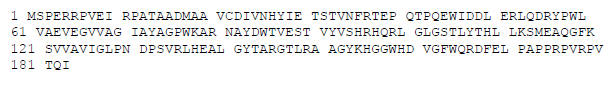 1 MSPERRPVEI RPATAADMAA VCDIVNHYIE TSTVNFRTEP QTPQEWIDDL ERLQDRYPWL
61 VAEVEGVVAG IAYAGPWKAR NAYDWTVEST VYVSHRHQRL GLGSTLYTHL LKSMEAQGFK
121 SVVAVIGLPN DPSVRLHEAL GYTARGTLRA AGYKHGGWHD VGFWQRDFEL PAPPRPVRPV
181 TQI